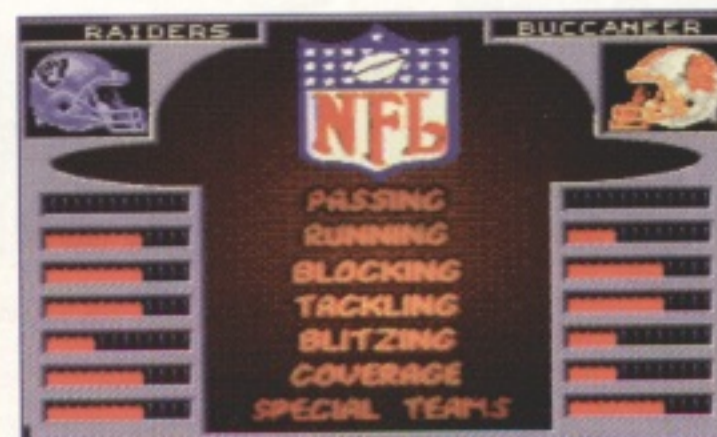 RAIDERS
BUCCANEER
NFL
PASSING
RUNNING
BLOCKING
TACKLING
BLITZING
COVERAGE
SPECIAL TEAMS